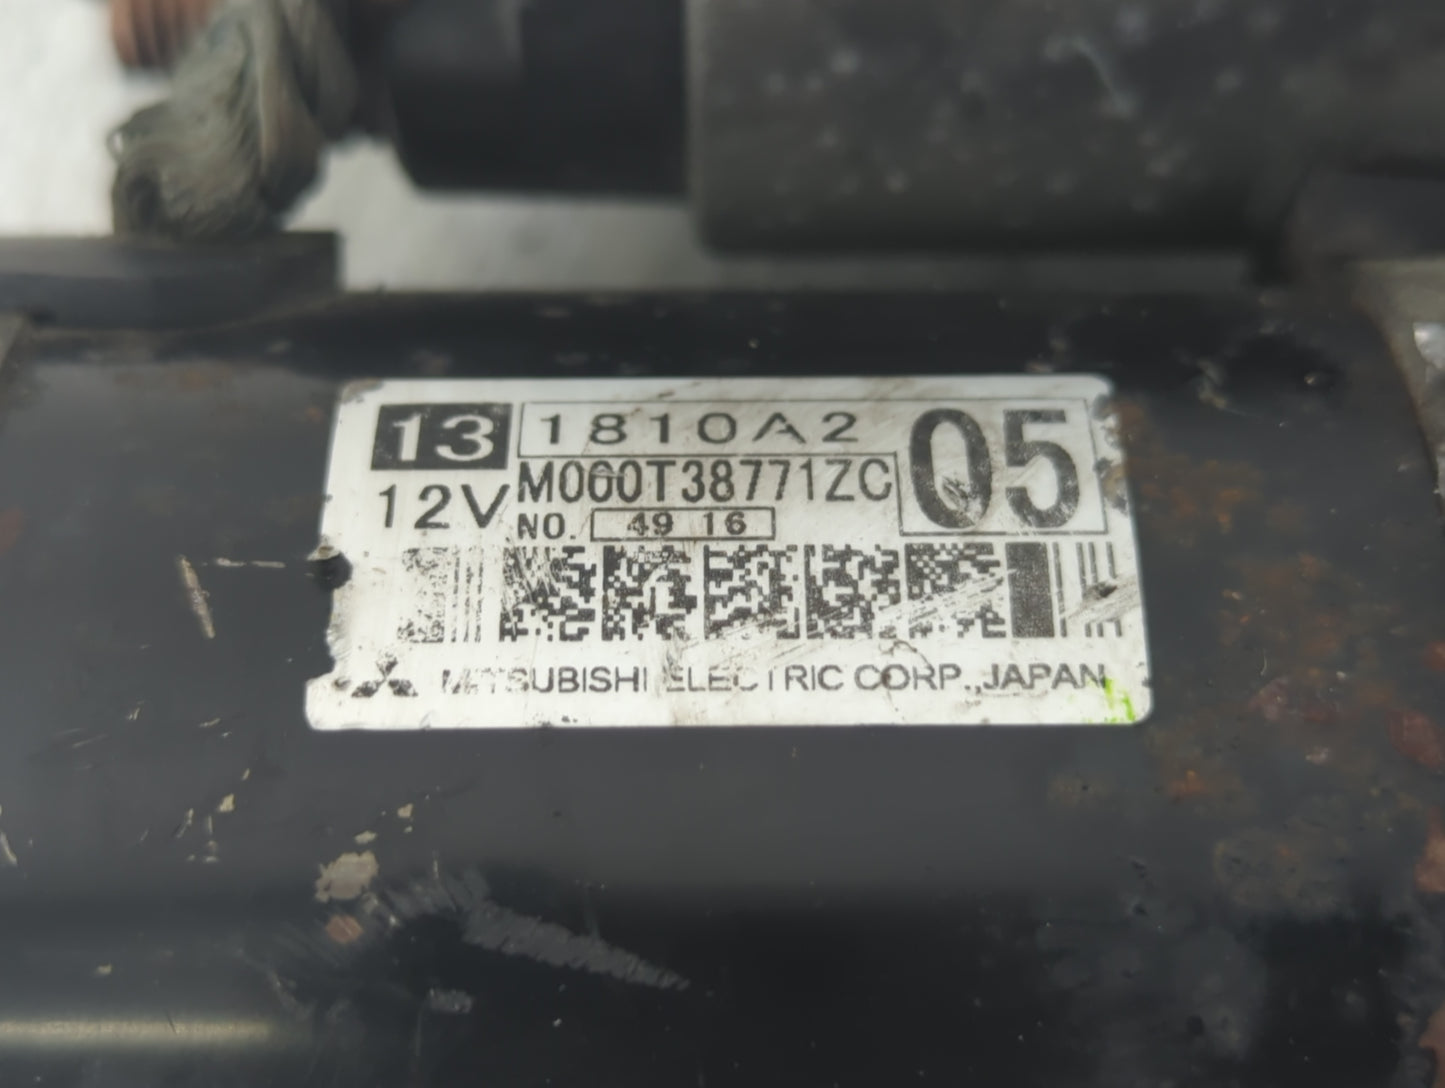 13 1810A2 05
12V M000T38771ZC
NO. 49 16
MITSUBISHI ELECTRIC CORP., JAPAN